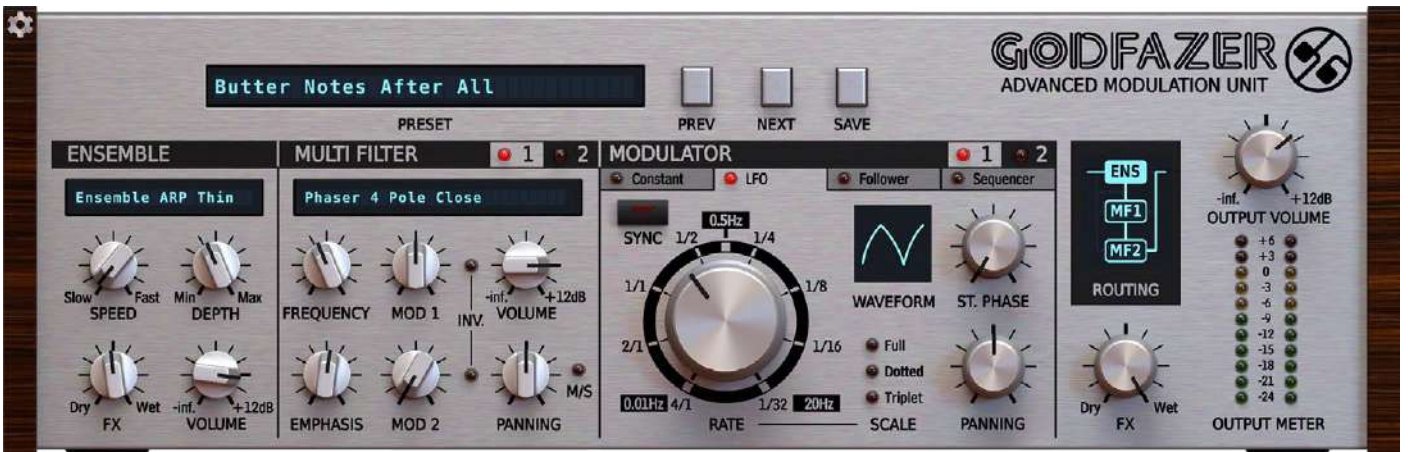 GODFAZER
ADVANCED MODULATION UNIT
Butter Notes After All
PRESET
PREV NEXT SAVE
ENSEMBLE
Ensemble ARP Thin
Slow Fast
SPEED
Min Max
DEPTH
Dry Wet
FX
-inf. +12dB
VOLUME
MULTI FILTER 1 2
Phaser 4 Pole Close
FREQUENCY
MOD 1
INV.
-inf. +12dB
VOLUME
EMPHASIS
MOD 2
PANNING
M/S
MODULATOR 1 2
Constant LFO Follower Sequencer
SYNC
0.5Hz
1/2 1/4
1/1 1/8
2/1 1/16
0.01Hz 4/1 1/32 20Hz
RATE
WAVEFORM
Full
Dotted
Triplet
SCALE
ST. PHASE
PANNING
ENS
MF1
MF2
ROUTING
Dry Wet
FX
-inf. +12dB
OUTPUT VOLUME
+6
+3
0
-3
-6
-9
-12
-15
-18
-21
-24
OUTPUT METER